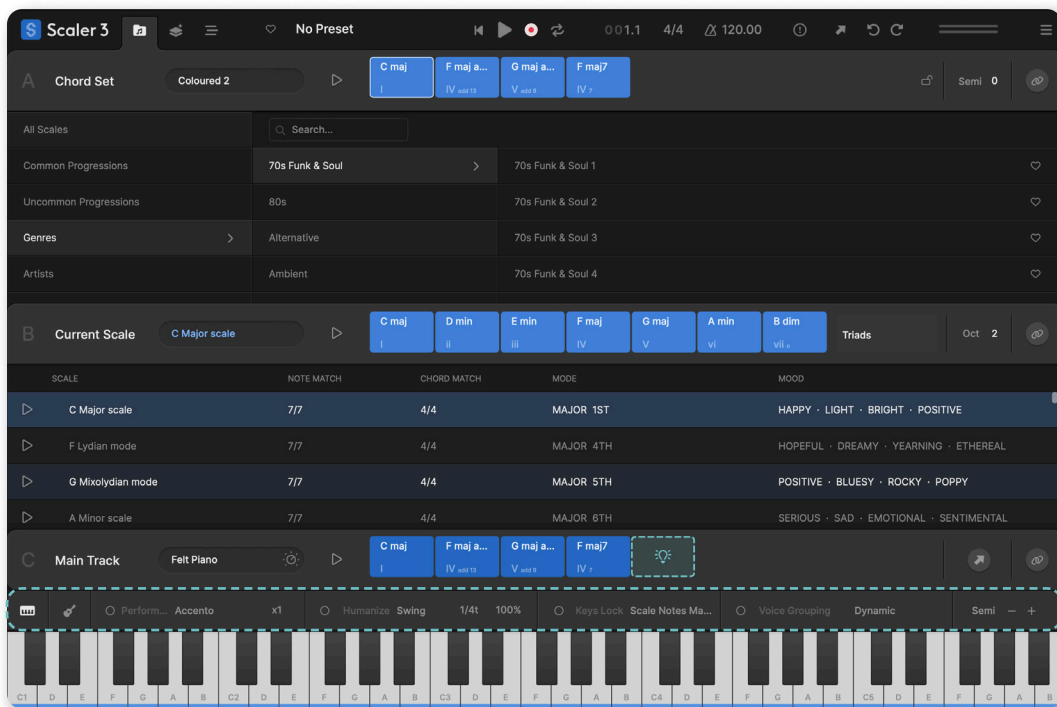 Scaler 3 No Preset 001.1 4/4 120.00
A Chord Set Coloured 2 C maj F maj a... G maj a... F maj7 Semi 0
I IV add 13 V add 9 IV 7
All Scales Search...
Common Progressions 70s Funk & Soul 70s Funk & Soul 1
Uncommon Progressions 80s 70s Funk & Soul 2
Genres Alternative 70s Funk & Soul 3
Artists Ambient 70s Funk & Soul 4
B Current Scale C Major scale C maj D min E min F maj G maj A min B dim Triads Oct 2
I ii iii IV V vi vii o
SCALE NOTE MATCH CHORD MATCH MODE MOOD
C Major scale 7/7 4/4 MAJOR 1ST HAPPY · LIGHT · BRIGHT · POSITIVE
F Lydian mode 7/7 4/4 MAJOR 4TH HOPEFUL · DREAMY · YEARNING · ETHEREAL
G Mixolydian mode 7/7 4/4 MAJOR 5TH POSITIVE · BLUESY · ROCKY · POPPY
A Minor scale 7/7 4/4 MAJOR 6TH SERIOUS · SAD · EMOTIONAL · SENTIMENTAL
C Main Track Felt Piano C maj F maj a... G maj a... F maj7
I IV add 13 V add 9 IV 7
Perform... Accento x1 Humanize Swing 1/4t 100% Keys Lock Scale Notes Ma... Voice Grouping Dynamic Semi − +
C1 D E F G A B C2 D E F G A B C3 D E F G A B C4 D E F G A B C5 D E F G A B